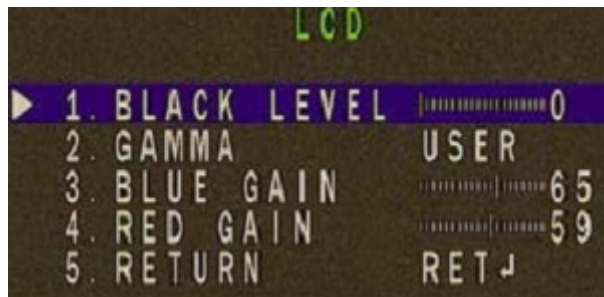 LCD
1. BLACK LEVEL 0
2. GAMMA USER
3. BLUE GAIN 65
4. RED GAIN 59
5. RETURN RET↲